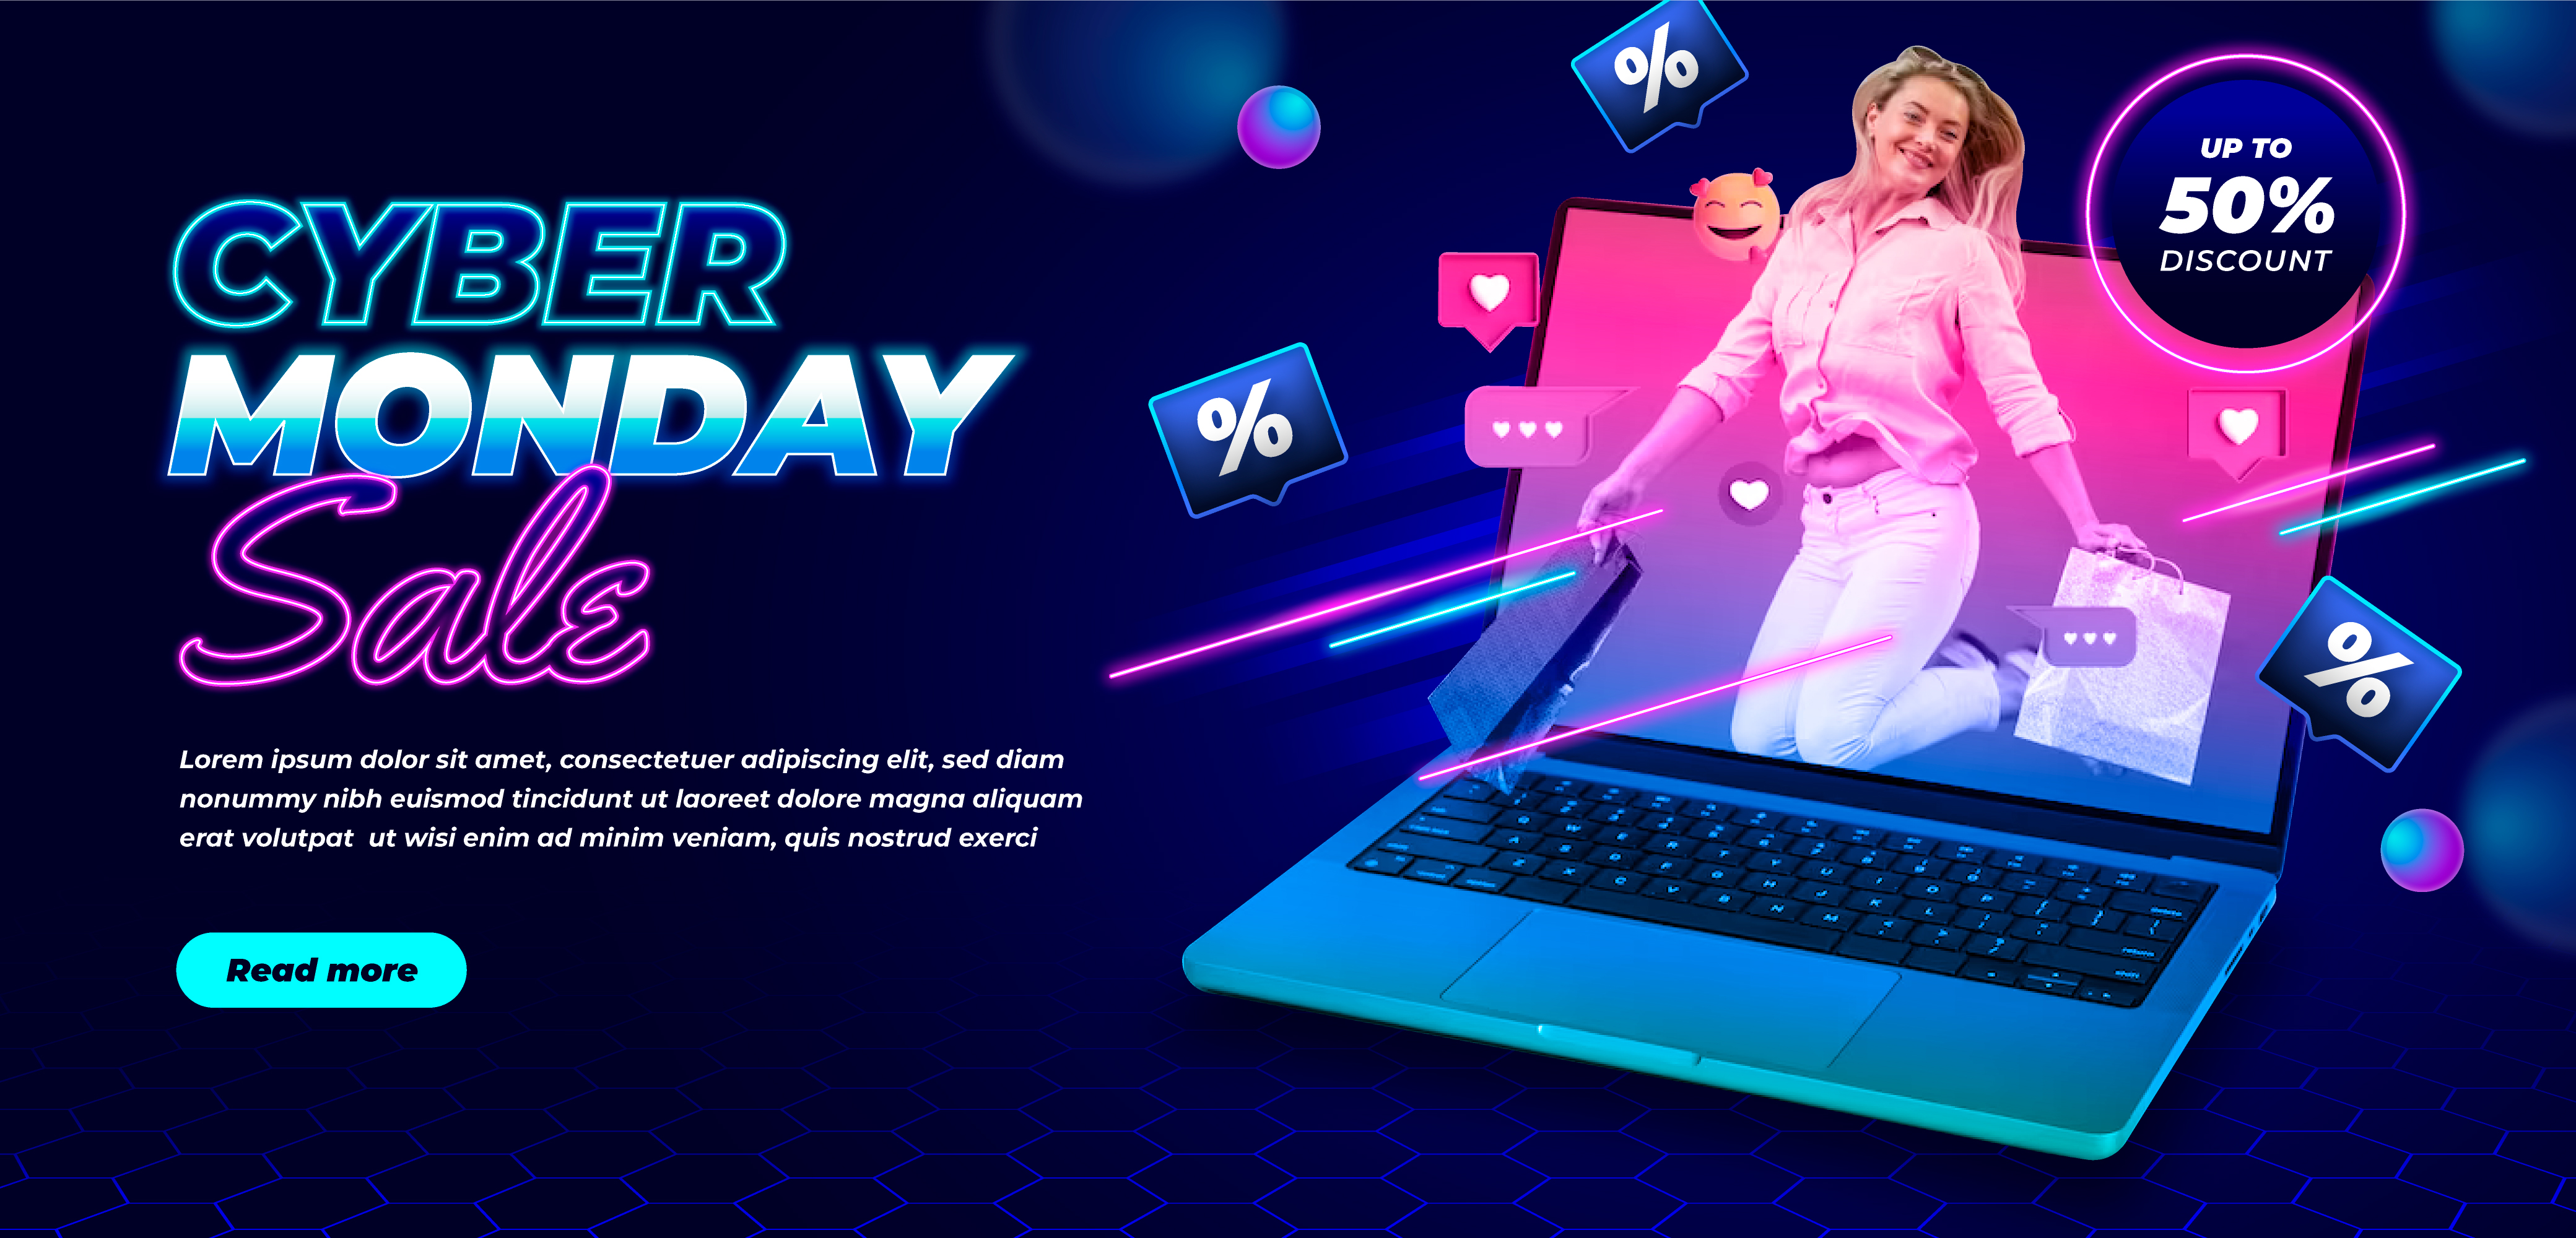 CYBER
MONDAY
Sale
Lorem ipsum dolor sit amet, consectetuer adipiscing elit, sed diam
nonummy nibh euismod tincidunt ut laoreet dolore magna aliquam
erat volutpat  ut wisi enim ad minim veniam, quis nostrud exerci
Read more
%
%
%
UP TO
50%
DISCOUNT